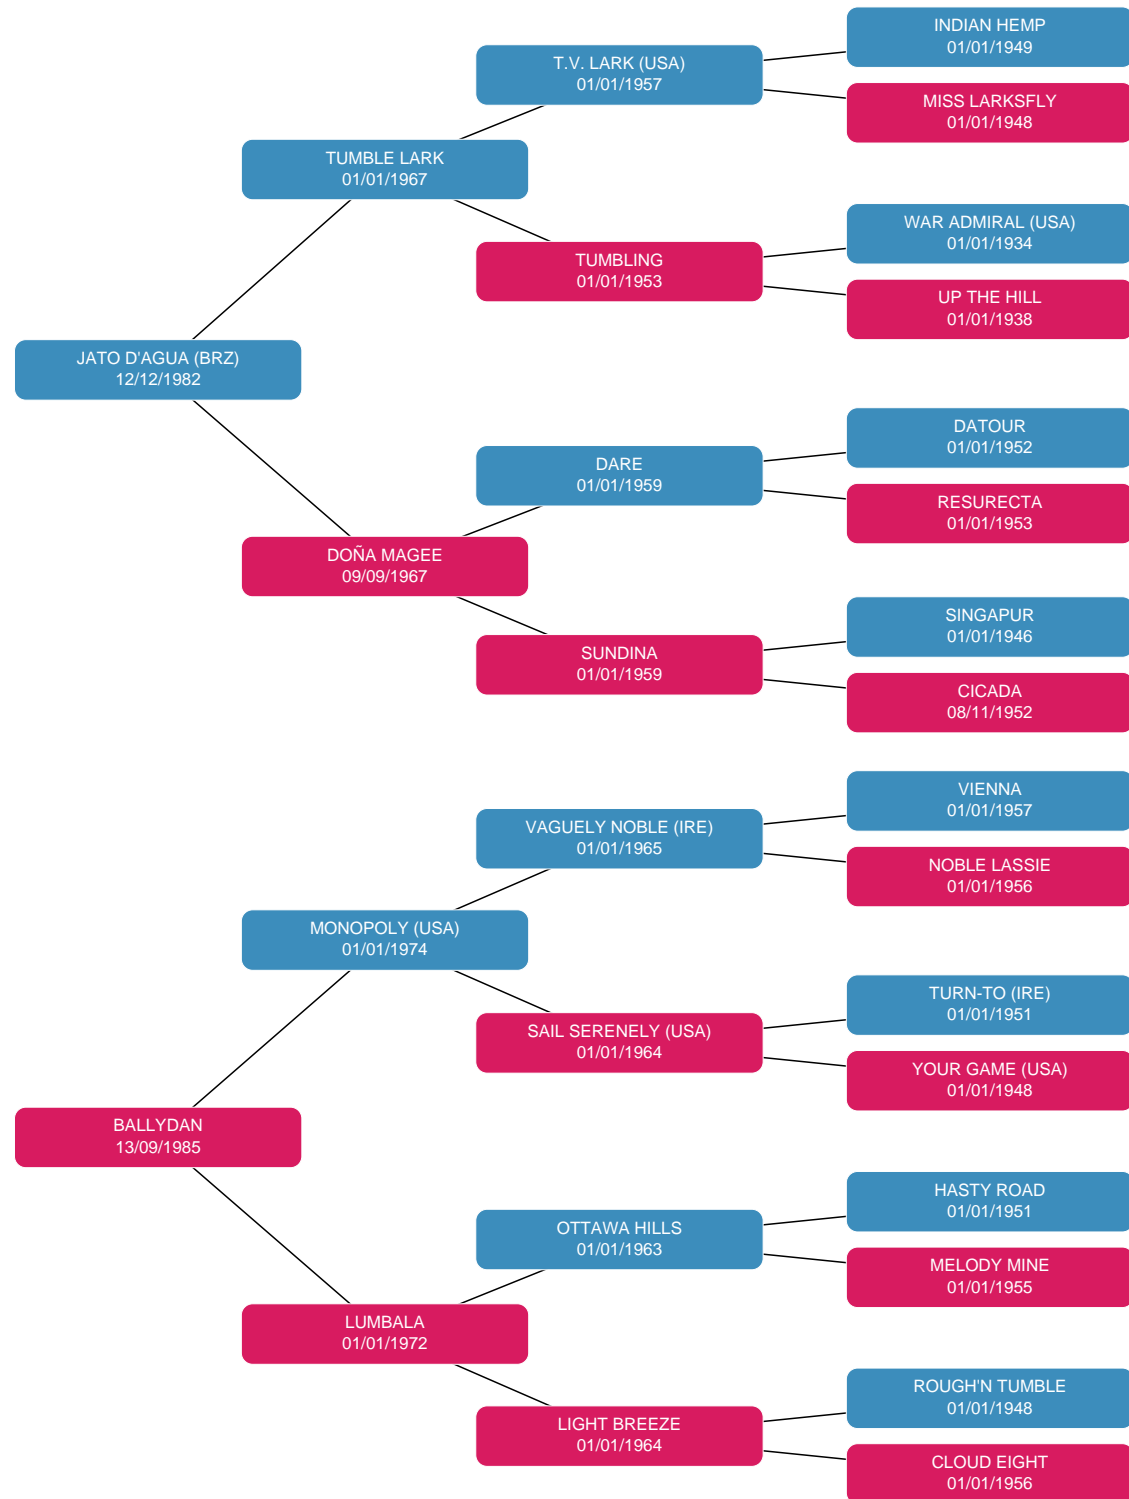 INDIAN HEMP
01/01/1949
T.V. LARK (USA)
01/01/1957
MISS LARKSFLY
01/01/1948
TUMBLE LARK
01/01/1967
WAR ADMIRAL (USA)
01/01/1934
TUMBLING
01/01/1953
UP THE HILL
01/01/1938
JATO D'AGUA (BRZ)
12/12/1982
DATOUR
01/01/1952
DARE
01/01/1959
RESURECTA
01/01/1953
DOÑA MAGEE
09/09/1967
SINGAPUR
01/01/1946
SUNDINA
01/01/1959
CICADA
08/11/1952
VIENNA
01/01/1957
VAGUELY NOBLE (IRE)
01/01/1965
NOBLE LASSIE
01/01/1956
MONOPOLY (USA)
01/01/1974
TURN-TO (IRE)
01/01/1951
SAIL SERENELY (USA)
01/01/1964
YOUR GAME (USA)
01/01/1948
BALLYDAN
13/09/1985
HASTY ROAD
01/01/1951
OTTAWA HILLS
01/01/1963
MELODY MINE
01/01/1955
LUMBALA
01/01/1972
ROUGH'N TUMBLE
01/01/1948
LIGHT BREEZE
01/01/1964
CLOUD EIGHT
01/01/1956